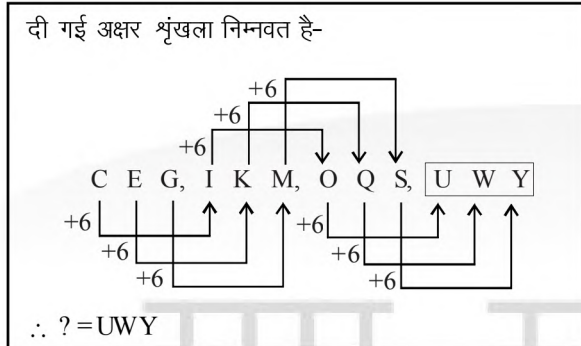 दी गई अक्षर श्रृंखला निम्नवत है-
+6 +6 +6
C E G, I K M, O Q S, U W Y
+6 +6 +6 +6 +6 +6
∴ ? = UWY